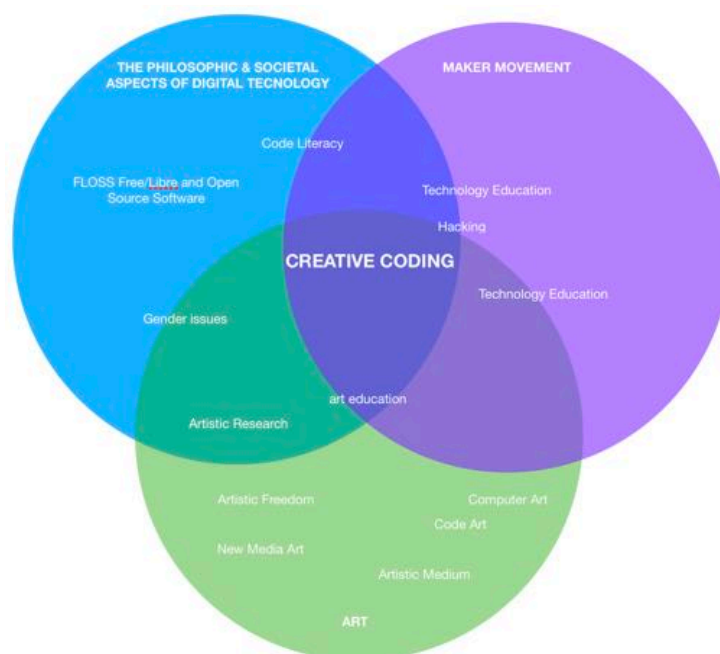 THE PHILOSOPHIC & SOCIETAL
ASPECTS OF DIGITAL TECNOLOGY
MAKER MOVEMENT
Code Literacy
FLOSS Free/Libre and Open
Source Software
Technology Education
Hacking
CREATIVE CODING
Technology Education
Gender issues
art education
Artistic Research
Artistic Freedom
Computer Art
Code Art
New Media Art
Artistic Medium
ART